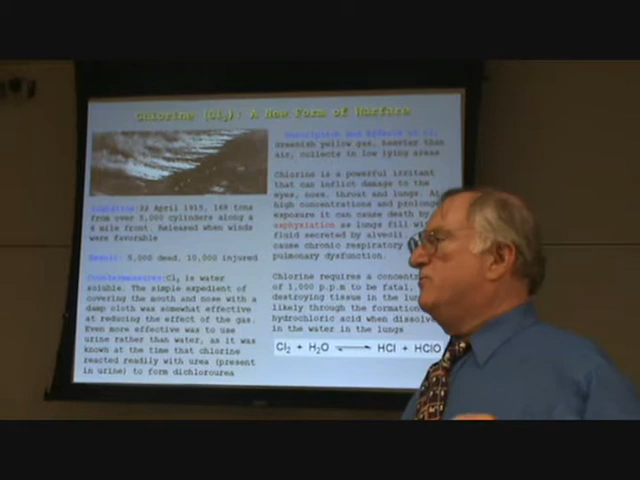 Chlorine (Cl2): A New Form of Warfare
22 April 1915, 168 tons
from over 5,000 cylinders along a
4 mile front. Released when winds
were favorable
Result: 5,000 dead, 10,000 injured
Countermeasures: Cl2 is water
soluble. The simple expedient of
covering the mouth and nose with a
damp cloth was somewhat effective
at reducing the effect of the gas.
Even more effective was to use
urine rather than water, as it was
known at the time that chlorine
reacted readily with urea (present
in urine) to form dichlorourea
Description and Effects of Cl2
greenish yellow gas, heavier than
air, collects in low lying areas
Chlorine is a powerful irritant
that can inflict damage to the
eyes, nose, throat and lungs. At
high concentrations and prolonged
exposure it can cause death by
asphyxiation as lungs fill
fluid secreted by alveoli
cause chronic respiratory
pulmonary dysfunction.
Chlorine requires a
of 1,000 p.p.m to be fatal,
destroying tissue in the
likely through the
hydrochloric acid when
in the water in the lungs
Cl2 + H2O ⇌ HCl + HClO